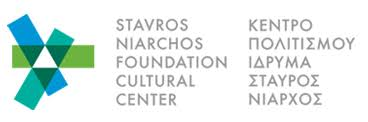 STAVROS
NIARCHOS
FOUNDATION
CULTURAL
CENTER
ΚΕΝΤΡΟ
ΠΟΛΙΤΙΣΜΟΥ
ΙΔΡΥΜΑ
ΣΤΑΥΡΟΣ
ΝΙΑΡΧΟΣ